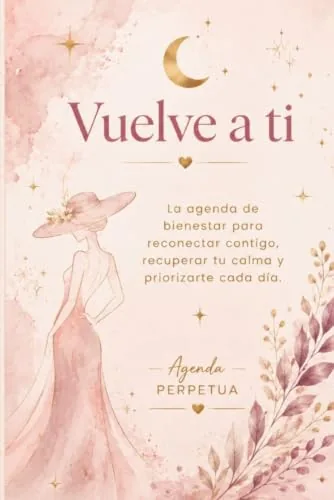 Vuelve a ti
La agenda de
bienestar para
reconectar contigo,
recuperar tu calma y
priorizarte cada día.
Agenda
PERPETUA